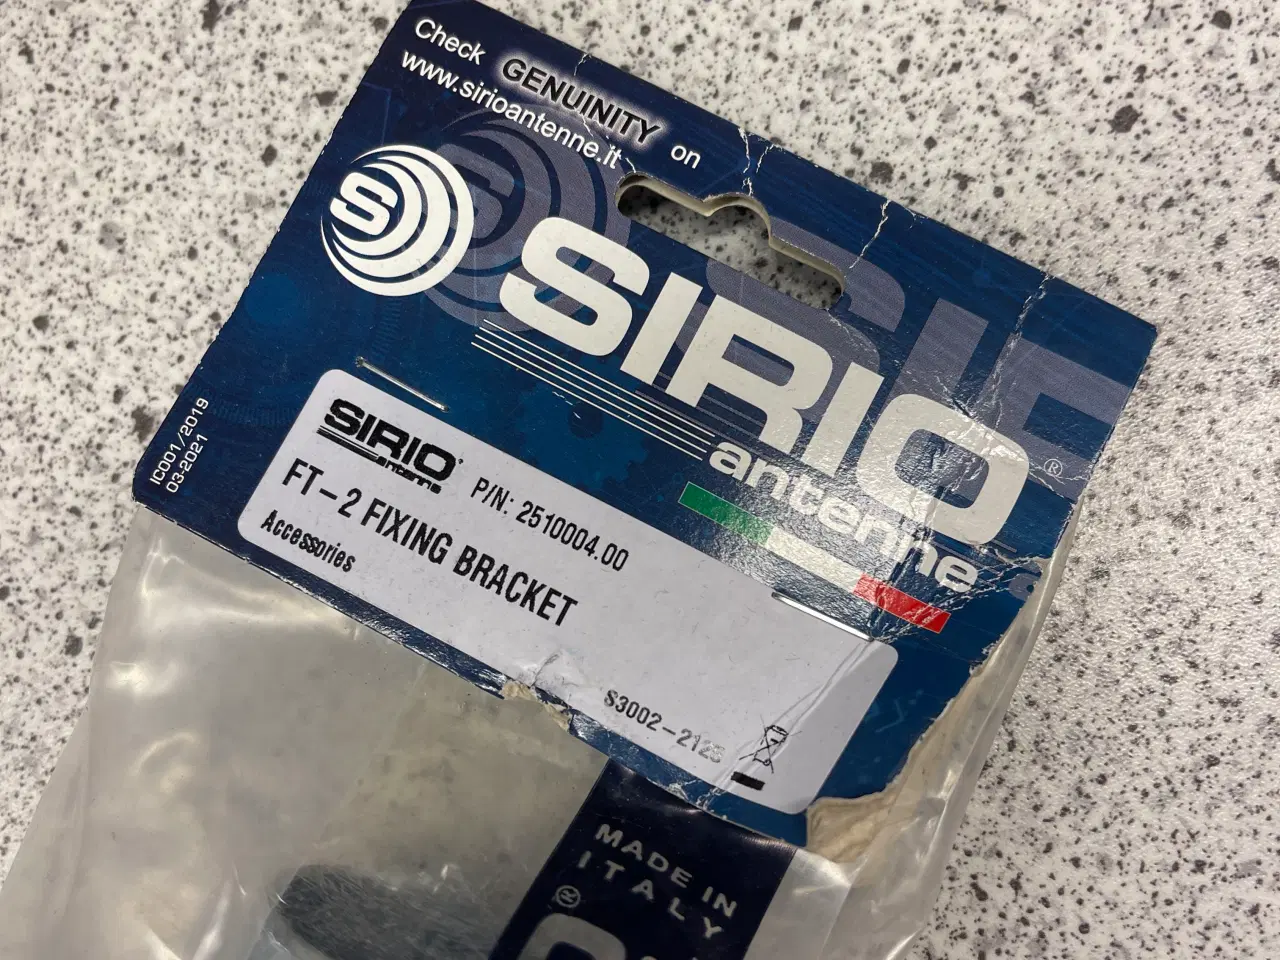 Check GENUINITY on
www.sirioantenne.it
S
SIRIO®
antenne
IC001/2019
03-2021
SIRIO
antenne
P/N: 2510004.00
FT-2 FIXING BRACKET
Accessories
S3002-2125
MADE IN
ITALY
®